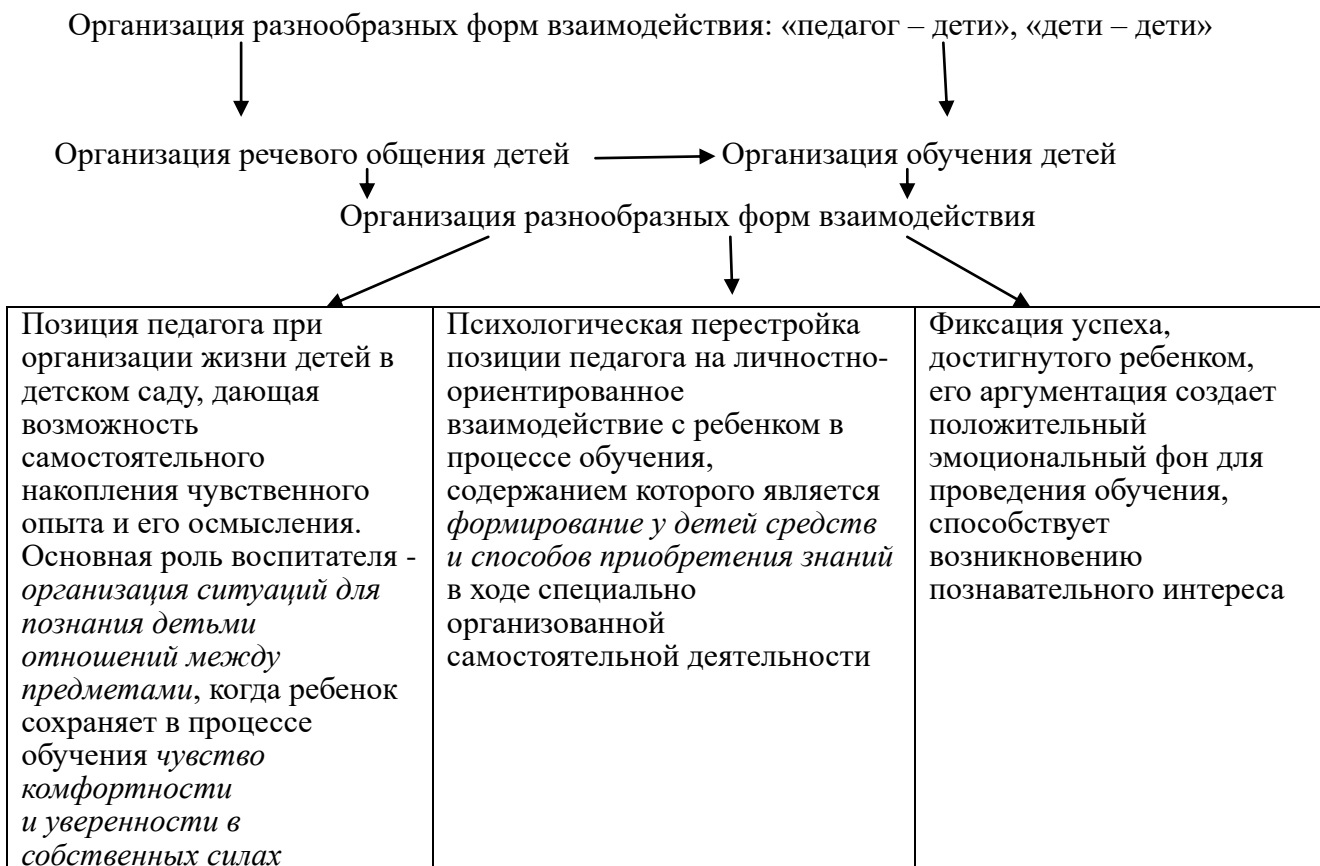 Организация разнообразных форм взаимодействия: «педагог – дети», «дети – дети»
Организация речевого общения детей
Организация обучения детей
Организация разнообразных форм взаимодействия
Позиция педагога при
организации жизни детей в
детском саду, дающая
возможность
самостоятельного
накопления чувственного
опыта и его осмысления.
Основная роль воспитателя -
организация ситуаций для
познания детьми
отношений между
предметами, когда ребенок
сохраняет в процессе
обучения чувство
комфортности
и уверенности в
собственных силах
Психологическая перестройка
позиции педагога на личностно-
ориентированное
взаимодействие с ребенком в
процессе обучения,
содержанием которого является
формирование у детей средств
и способов приобретения знаний
в ходе специально
организованной
самостоятельной деятельности
Фиксация успеха,
достигнутого ребенком,
его аргументация создает
положительный
эмоциональный фон для
проведения обучения,
способствует
возникновению
познавательного интереса